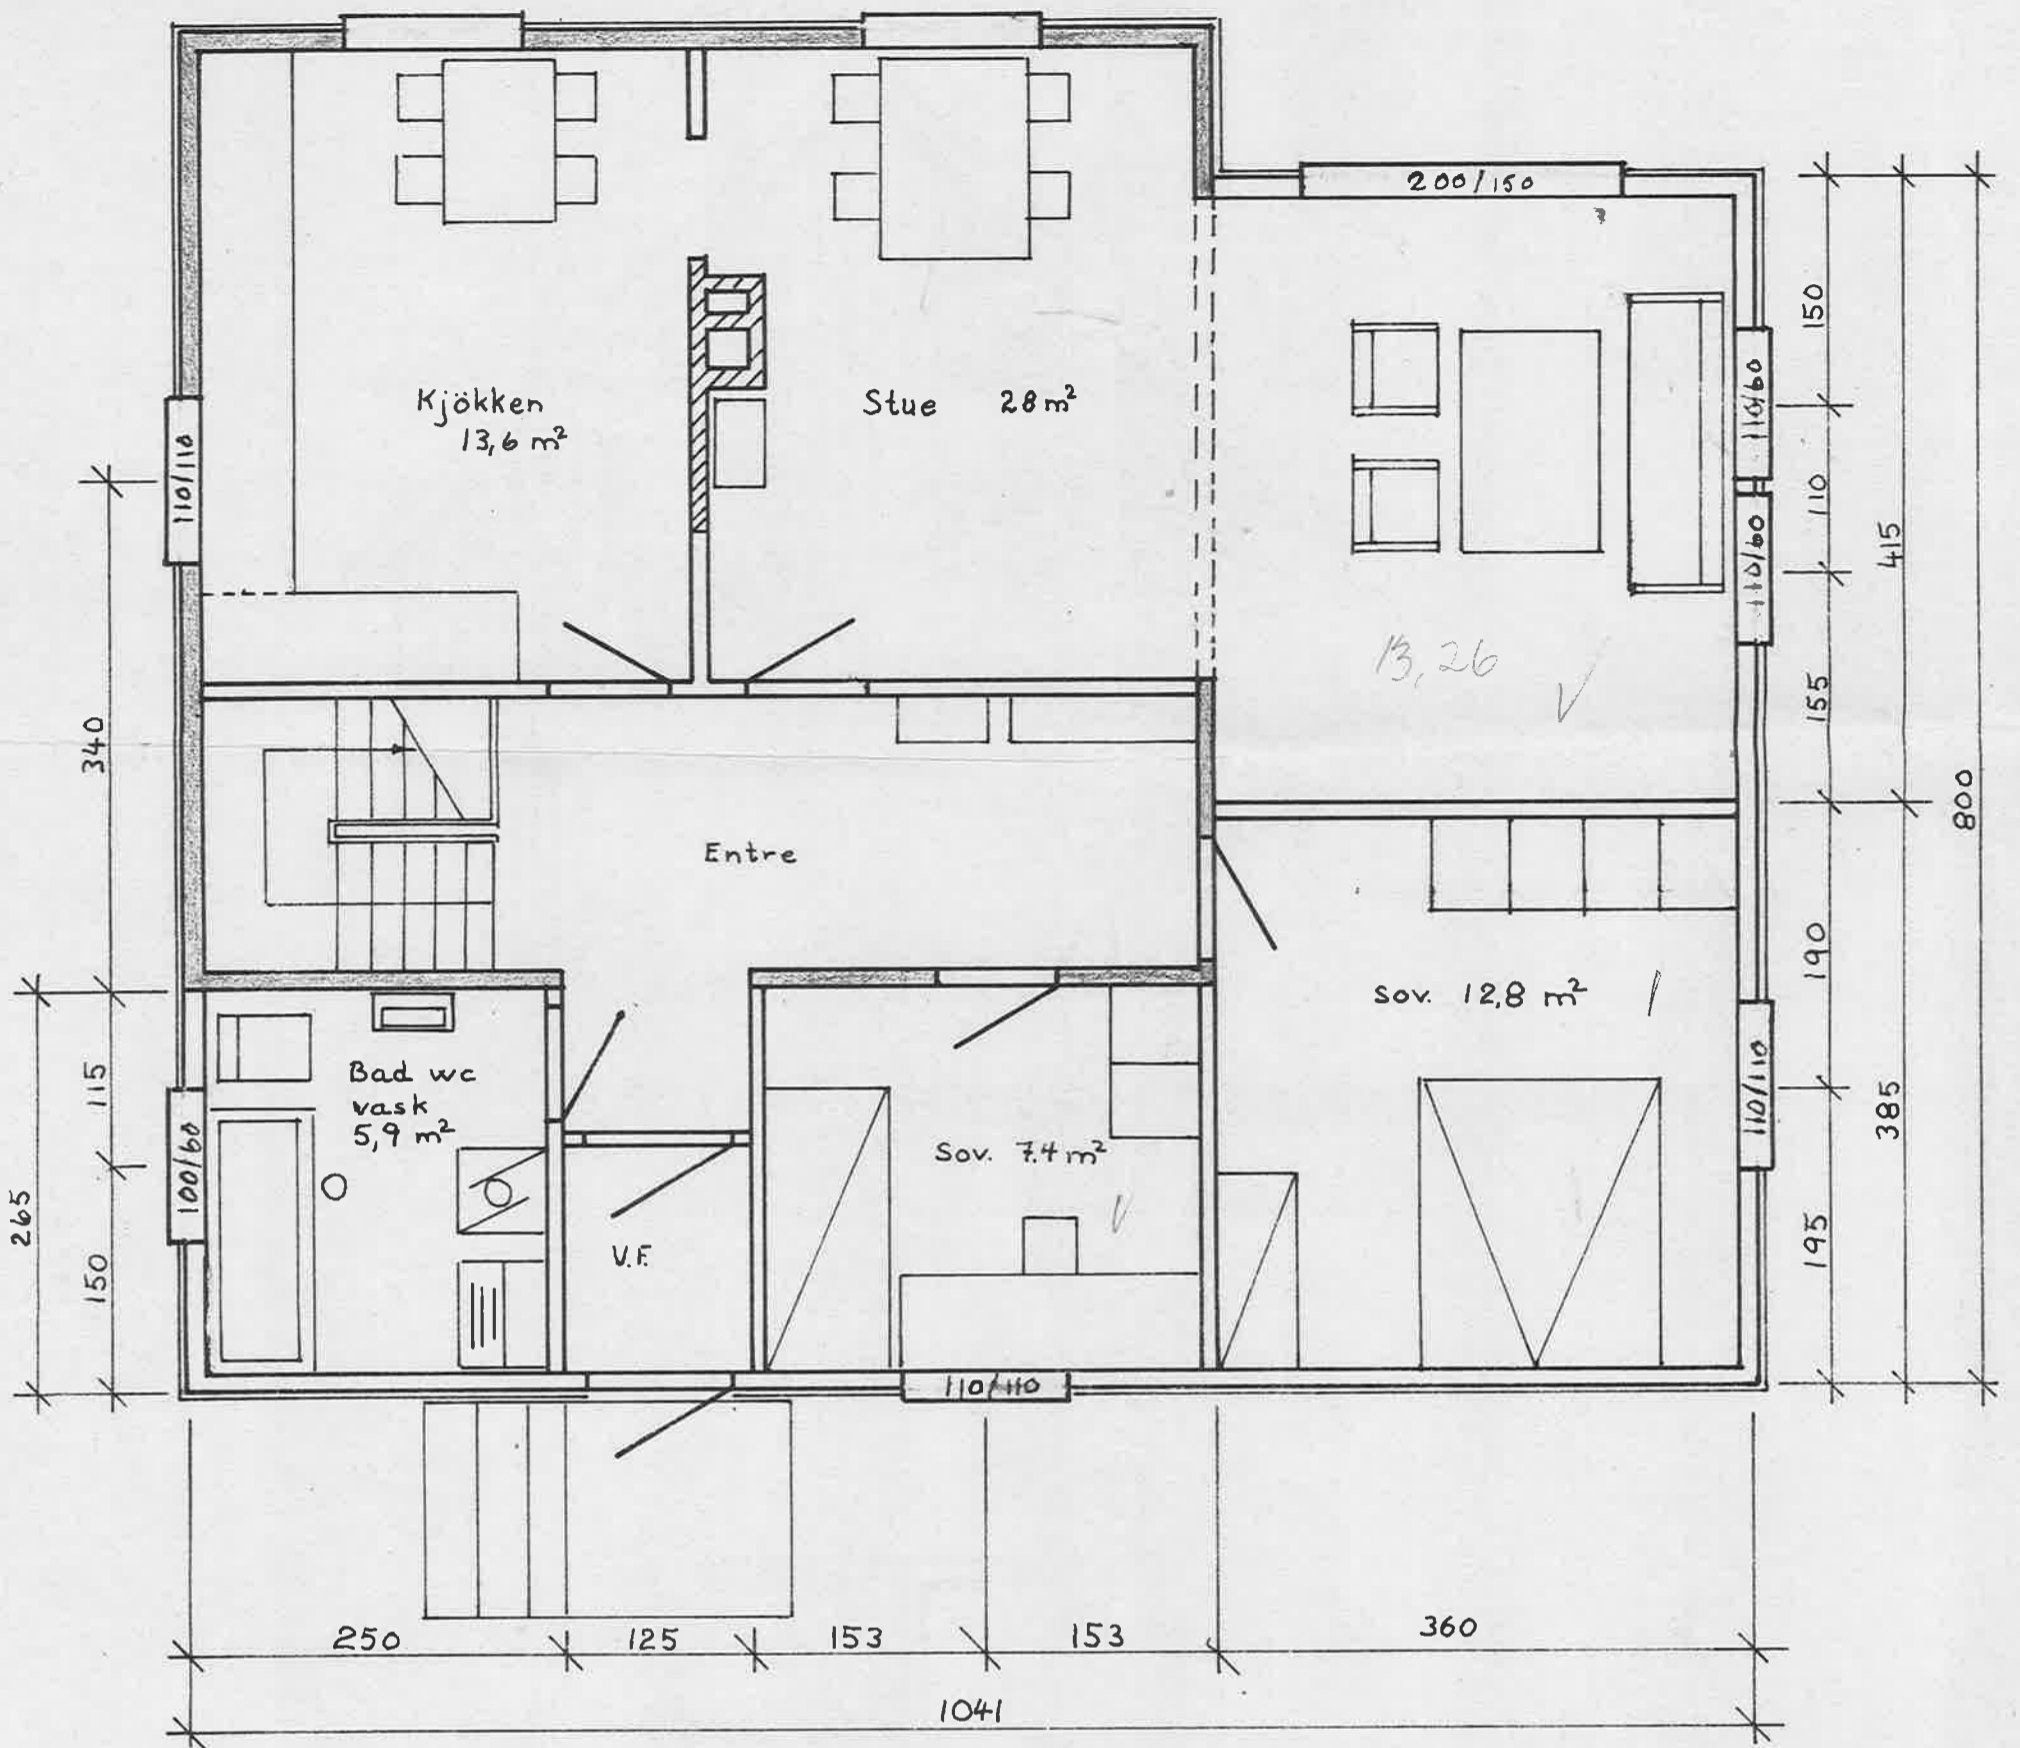 200/150
Kjökken
13,6 m²
Stue 28 m²
110/110
110/60
110/60
13,26
150
110
155
415
800
340
Entre
Sov. 12,8 m²
190
195
385
110/110
Bad wc
vask
5,9 m²
100/60
115
150
265
Sov. 7.4 m²
V.F.
110/110
250
125
153
153
360
1041